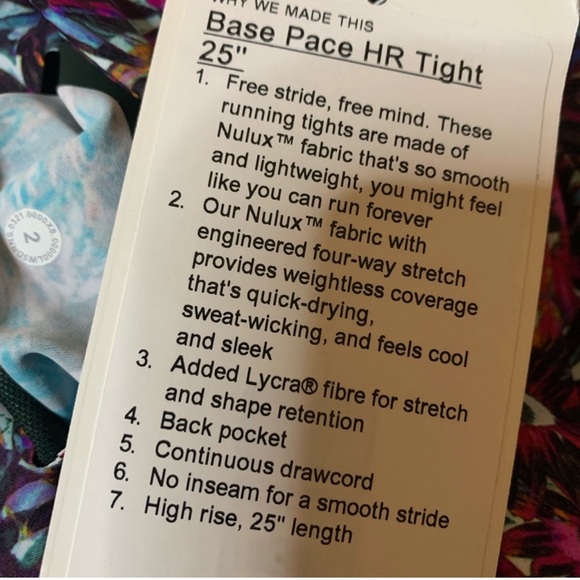 WHY WE MADE THIS
Base Pace HR Tight
25"
1. Free stride, free mind. These
running tights are made of
Nulux™ fabric that's so smooth
and lightweight, you might feel
like you can run forever
2. Our Nulux™ fabric with
engineered four-way stretch
provides weightless coverage
that's quick-drying,
sweat-wicking, and feels cool
and sleek
3. Added Lycra® fibre for stretch
and shape retention
4. Back pocket
5. Continuous drawcord
6. No inseam for a smooth stride
7. High rise, 25" length
2